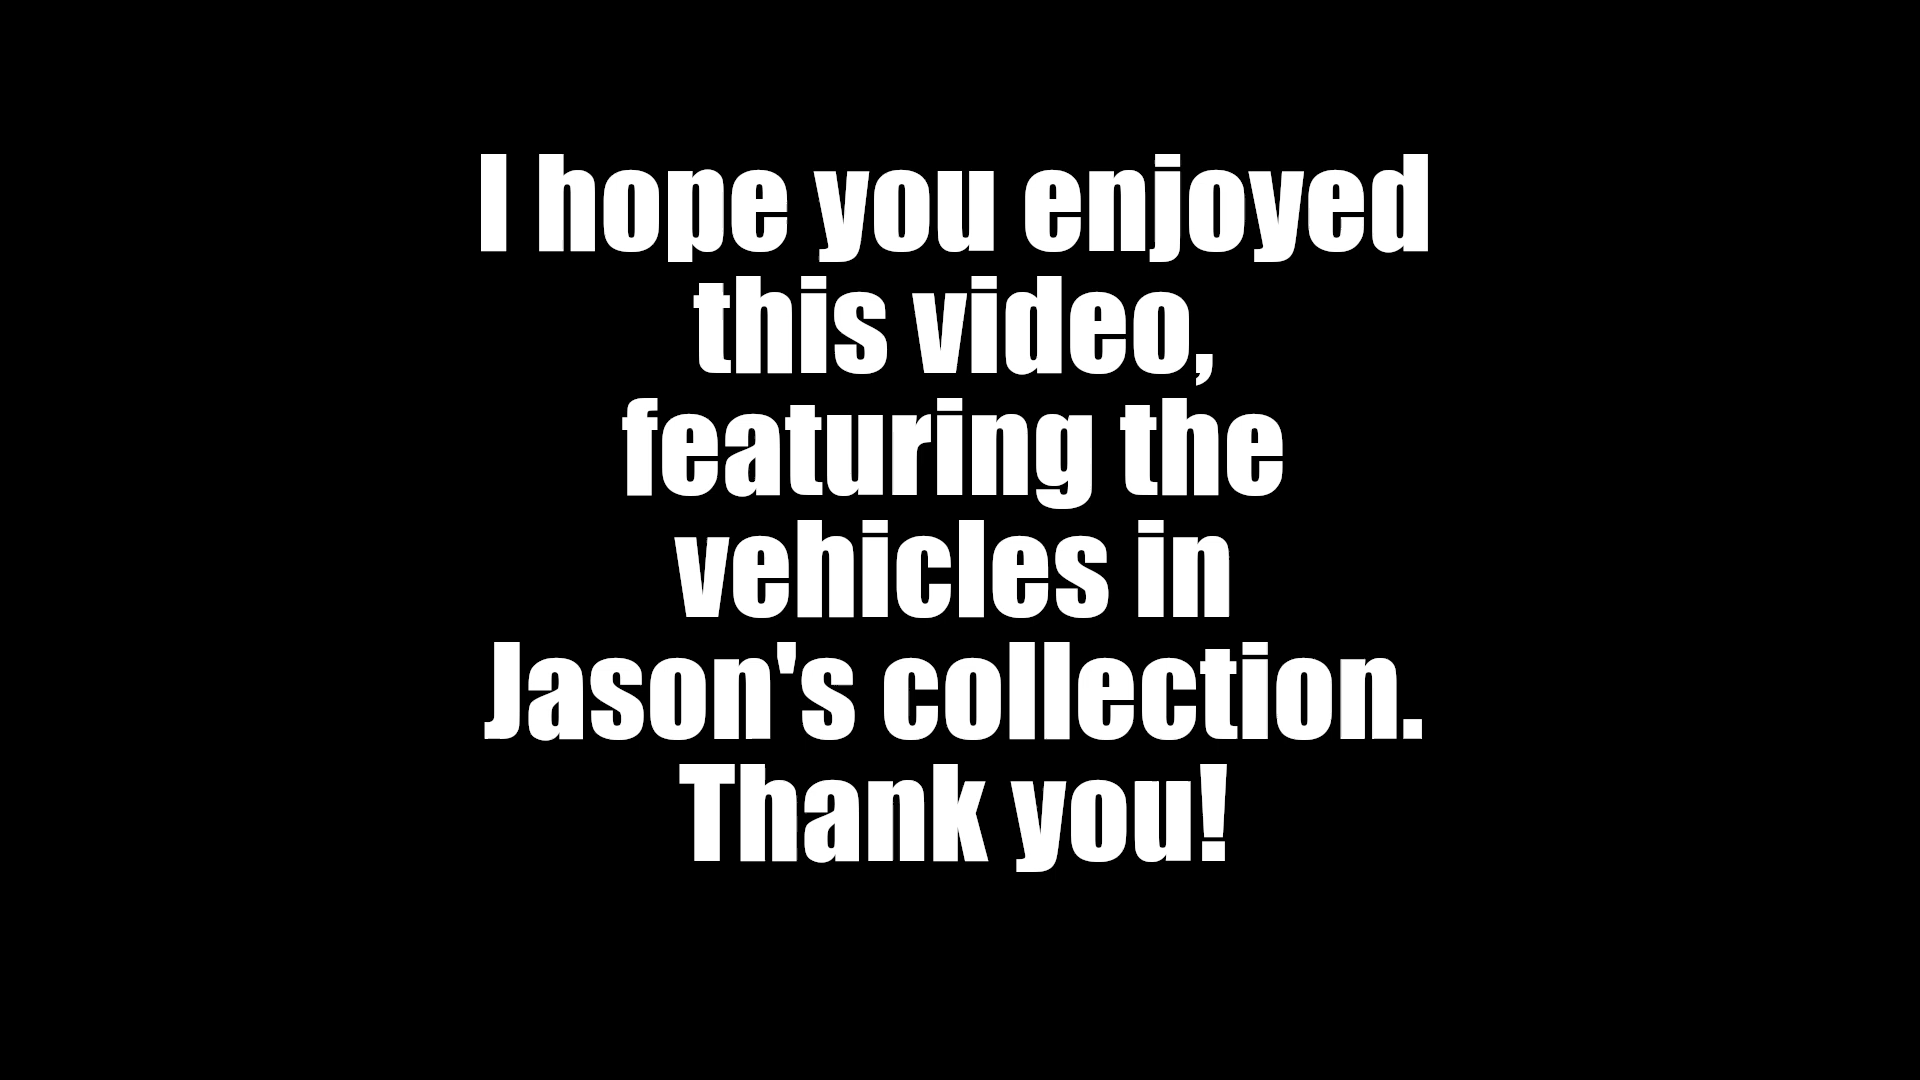 I hope you enjoyed
this video,
featuring the
vehicles in
Jason's collection.
Thank you!